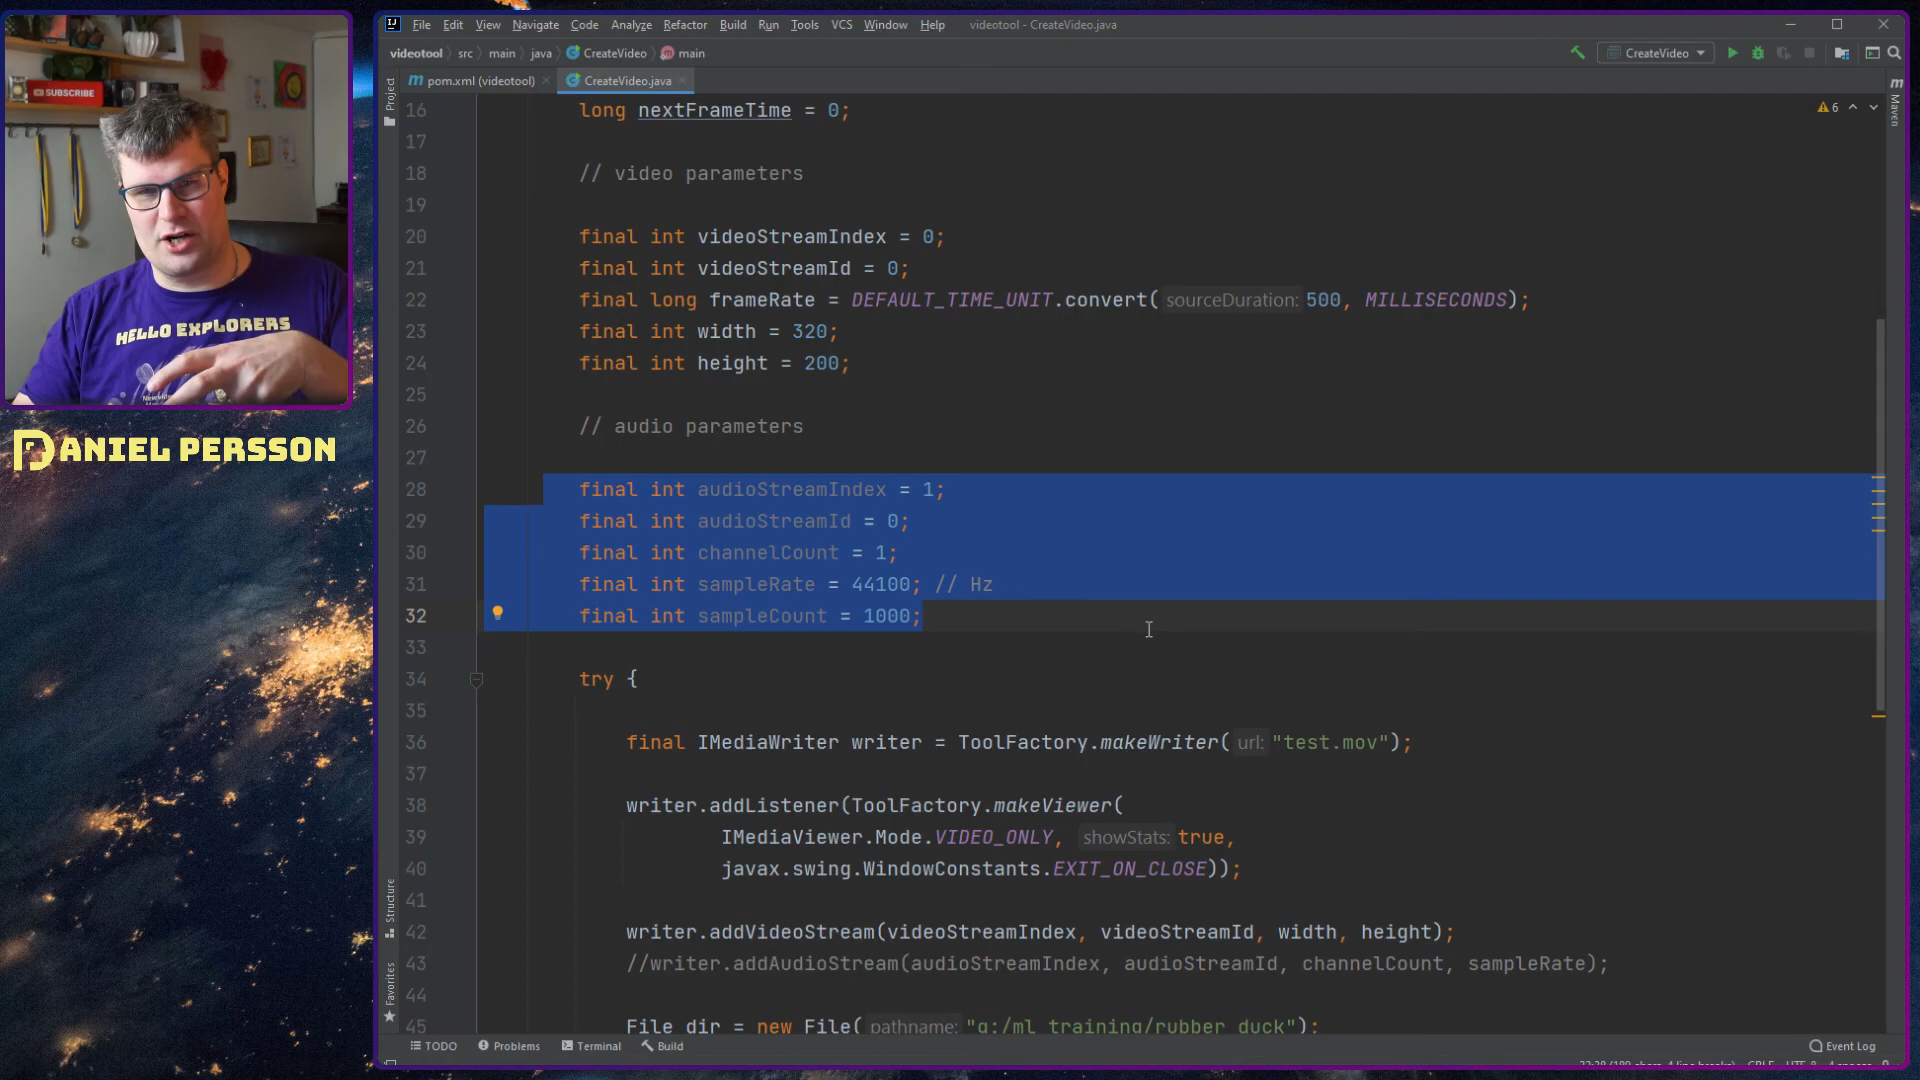 File Edit View Navigate Code Analyze Refactor Build Run Tools VCS Window Help videotool - CreateVideo.java
videotool src main java CreateVideo main
CreateVideo
pom.xml (videotool) CreateVideo.java
Project
Maven
6
16 long nextFrameTime = 0;
17
18 // video parameters
19
20 final int videoStreamIndex = 0;
21 final int videoStreamId = 0;
22 final long frameRate = DEFAULT_TIME_UNIT.convert( sourceDuration: 500, MILLISECONDS);
23 final int width = 320;
24 final int height = 200;
25
26 // audio parameters
27
28 final int audioStreamIndex = 1;
29 final int audioStreamId = 0;
30 final int channelCount = 1;
31 final int sampleRate = 44100; // Hz
32 final int sampleCount = 1000;
33
34 try {
35
36 final IMediaWriter writer = ToolFactory.makeWriter( url: "test.mov");
37
38 writer.addListener(ToolFactory.makeViewer(
39 IMediaViewer.Mode.VIDEO_ONLY, showStats: true,
40 javax.swing.WindowConstants.EXIT_ON_CLOSE));
41
42 writer.addVideoStream(videoStreamIndex, videoStreamId, width, height);
43 //writer.addAudioStream(audioStreamIndex, audioStreamId, channelCount, sampleRate);
44
45 File dir = new File( pathname: "g:/ml_training/rubber_duck");
Structure
Favorites
TODO Problems Terminal Build Event Log
SUBSCRIBE
HELLO EXPLORERS
DANIEL PERSSON